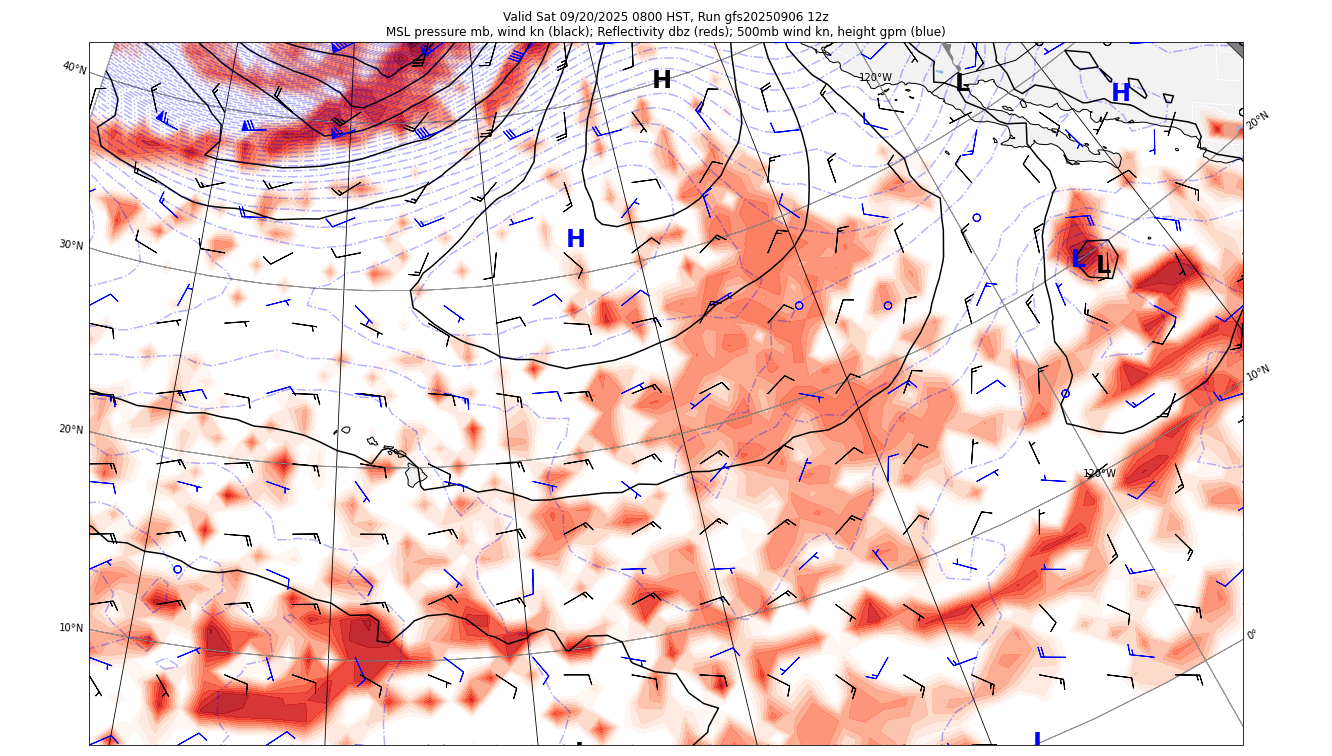 Valid Sat 09/20/2025 0800 HST, Run gfs20250906 12z
MSL pressure mb, wind kn (black); Reflectivity dbz (reds); 500mb wind kn, height gpm (blue)
40°N
120°W
20°N
H
L
H
30°N
H
L
L
10°N
20°N
120°W
10°N
0°
L